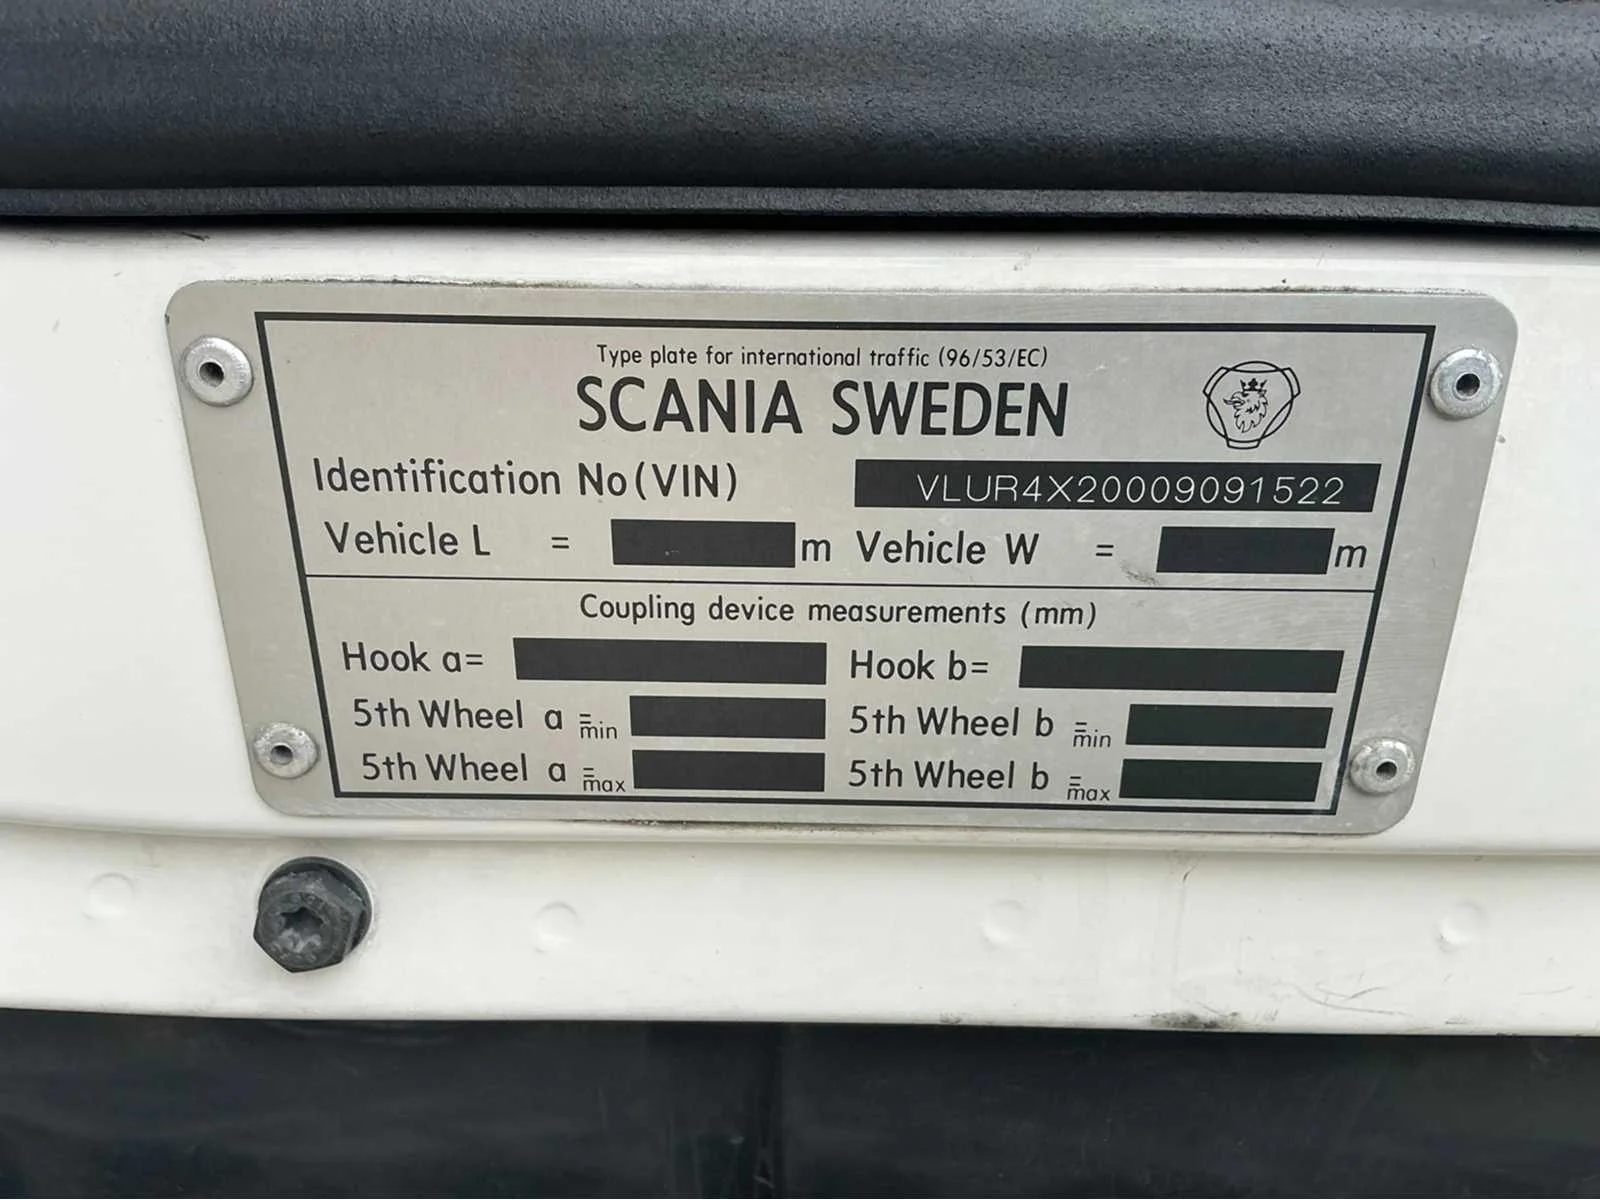 Type plate for international traffic (96/53/EC)
SCANIA SWEDEN
Identification No (VIN) VLUR4X20009091522
Vehicle L = m Vehicle W = m
Coupling device measurements (mm)
Hook a= Hook b=
5th Wheel a = min 5th Wheel b = min
5th Wheel a = max 5th Wheel b = max